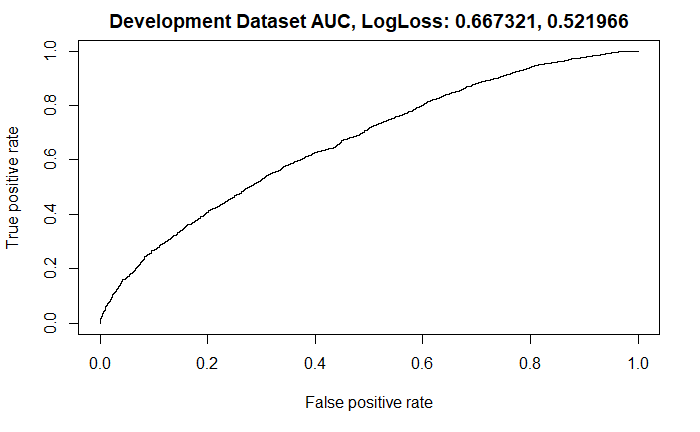 Development Dataset AUC, LogLoss: 0.667321, 0.521966
True positive rate
1.0
0.8
0.6
0.4
0.2
0.0
0.0 0.2 0.4 0.6 0.8 1.0
False positive rate